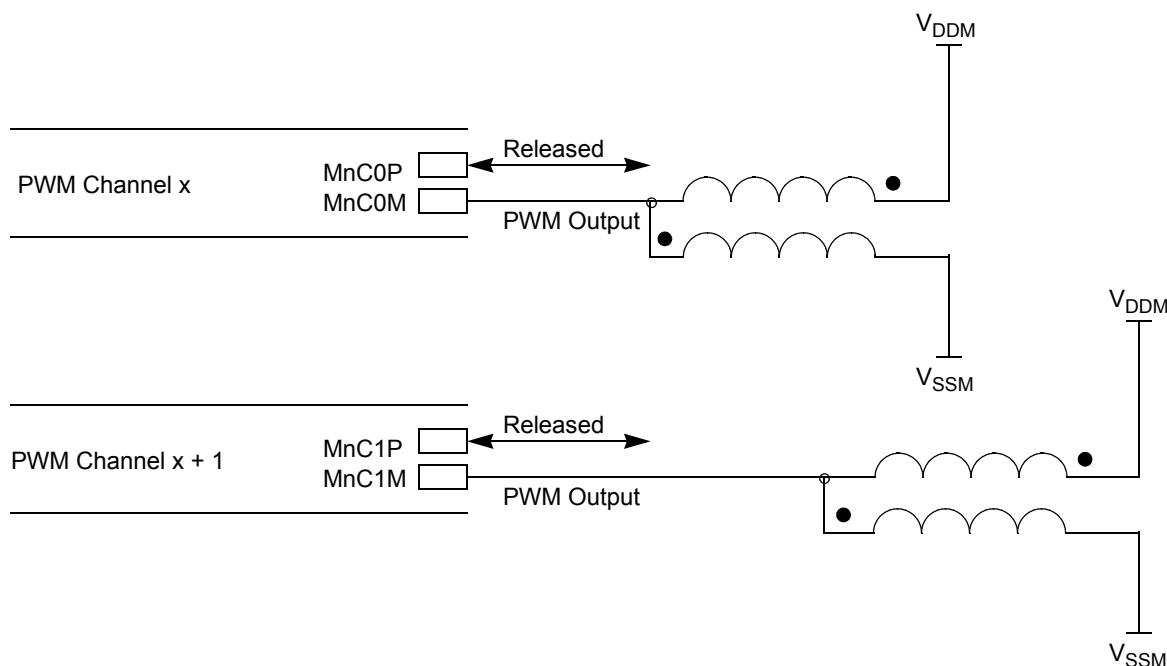 V_DDM
Released
MnC0P
PWM Channel x
MnC0M
PWM Output
V_DDM
V_SSM
Released
MnC1P
PWM Channel x + 1
MnC1M
PWM Output
V_SSM